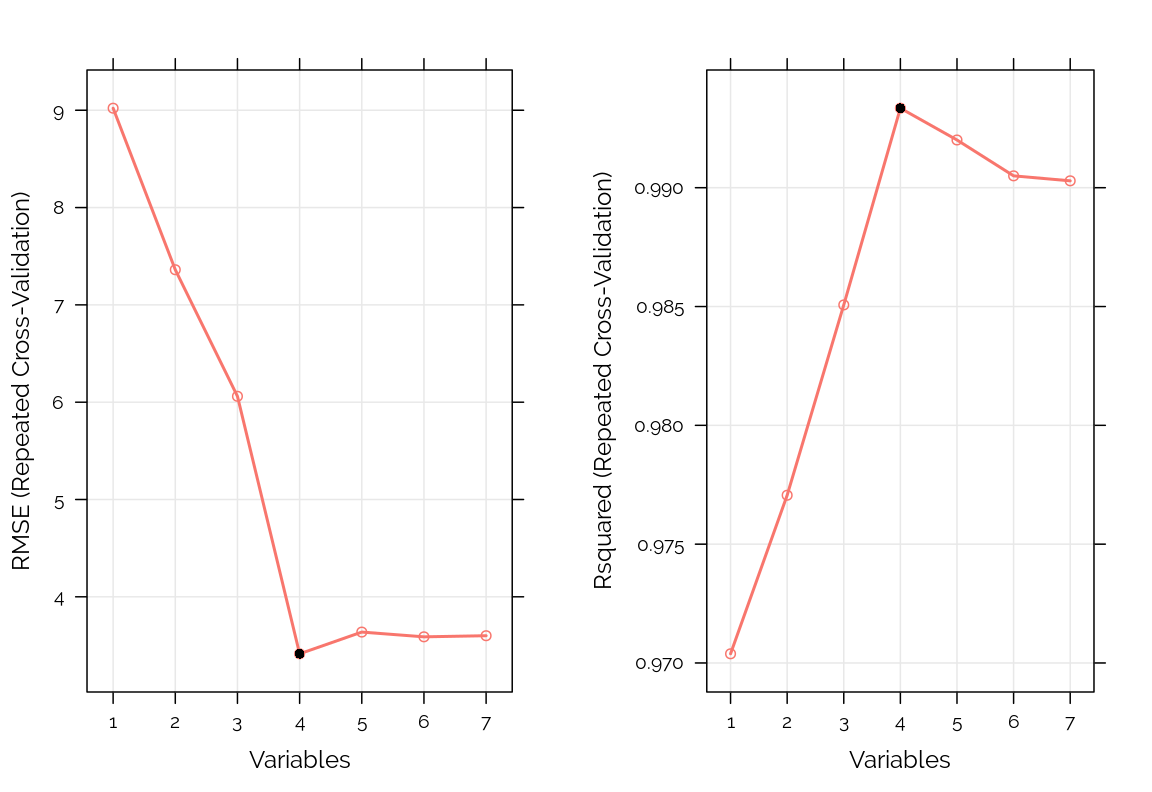 RMSE (Repeated Cross-Validation)
9
8
7
6
5
4
1 2 3 4 5 6 7
Variables
Rsquared (Repeated Cross-Validation)
0.990
0.985
0.980
0.975
0.970
1 2 3 4 5 6 7
Variables